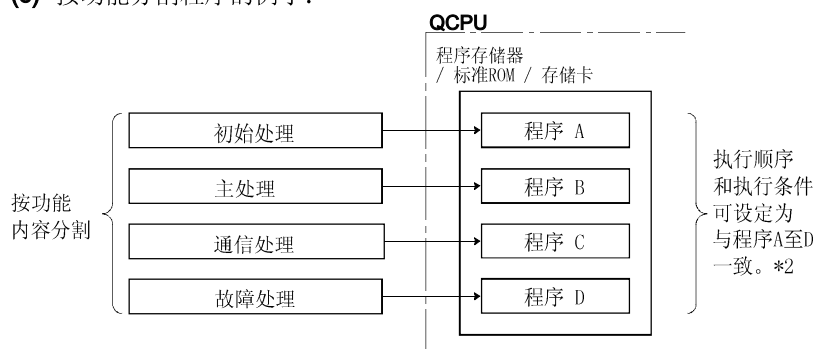 (3) 按功能分割程序的例子:
QCPU
程序存储器
/ 标准ROM / 存储卡
初始处理
程序 A
主处理
程序 B
通信处理
程序 C
故障处理
程序 D
按功能
内容分割
执行顺序
和执行条件
可设定为
与程序A至D
一致。*2